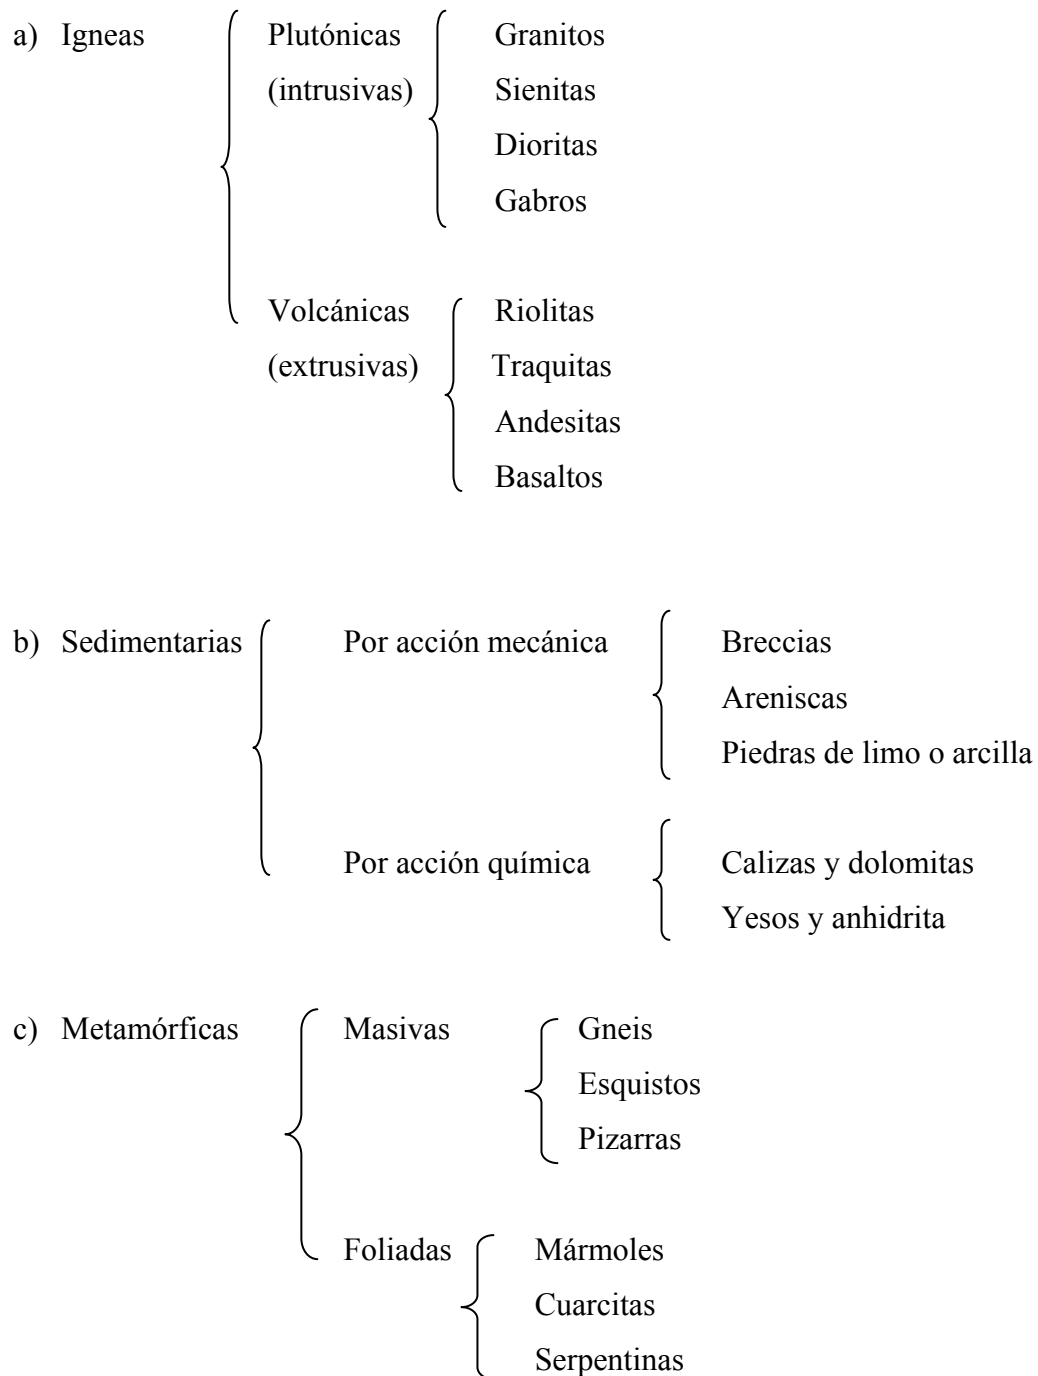 a) Igneas Plutónicas Granitos
(intrusivas) Sienitas
Dioritas
Gabros
Volcánicas Riolitas
(extrusivas) Traquitas
Andesitas
Basaltos
b) Sedimentarias Por acción mecánica Breccias
Areniscas
Piedras de limo o arcilla
Por acción química Calizas y dolomitas
Yesos y anhidrita
c) Metamórficas Masivas Gneis
Esquistos
Pizarras
Foliadas Mármoles
Cuarcitas
Serpentinas